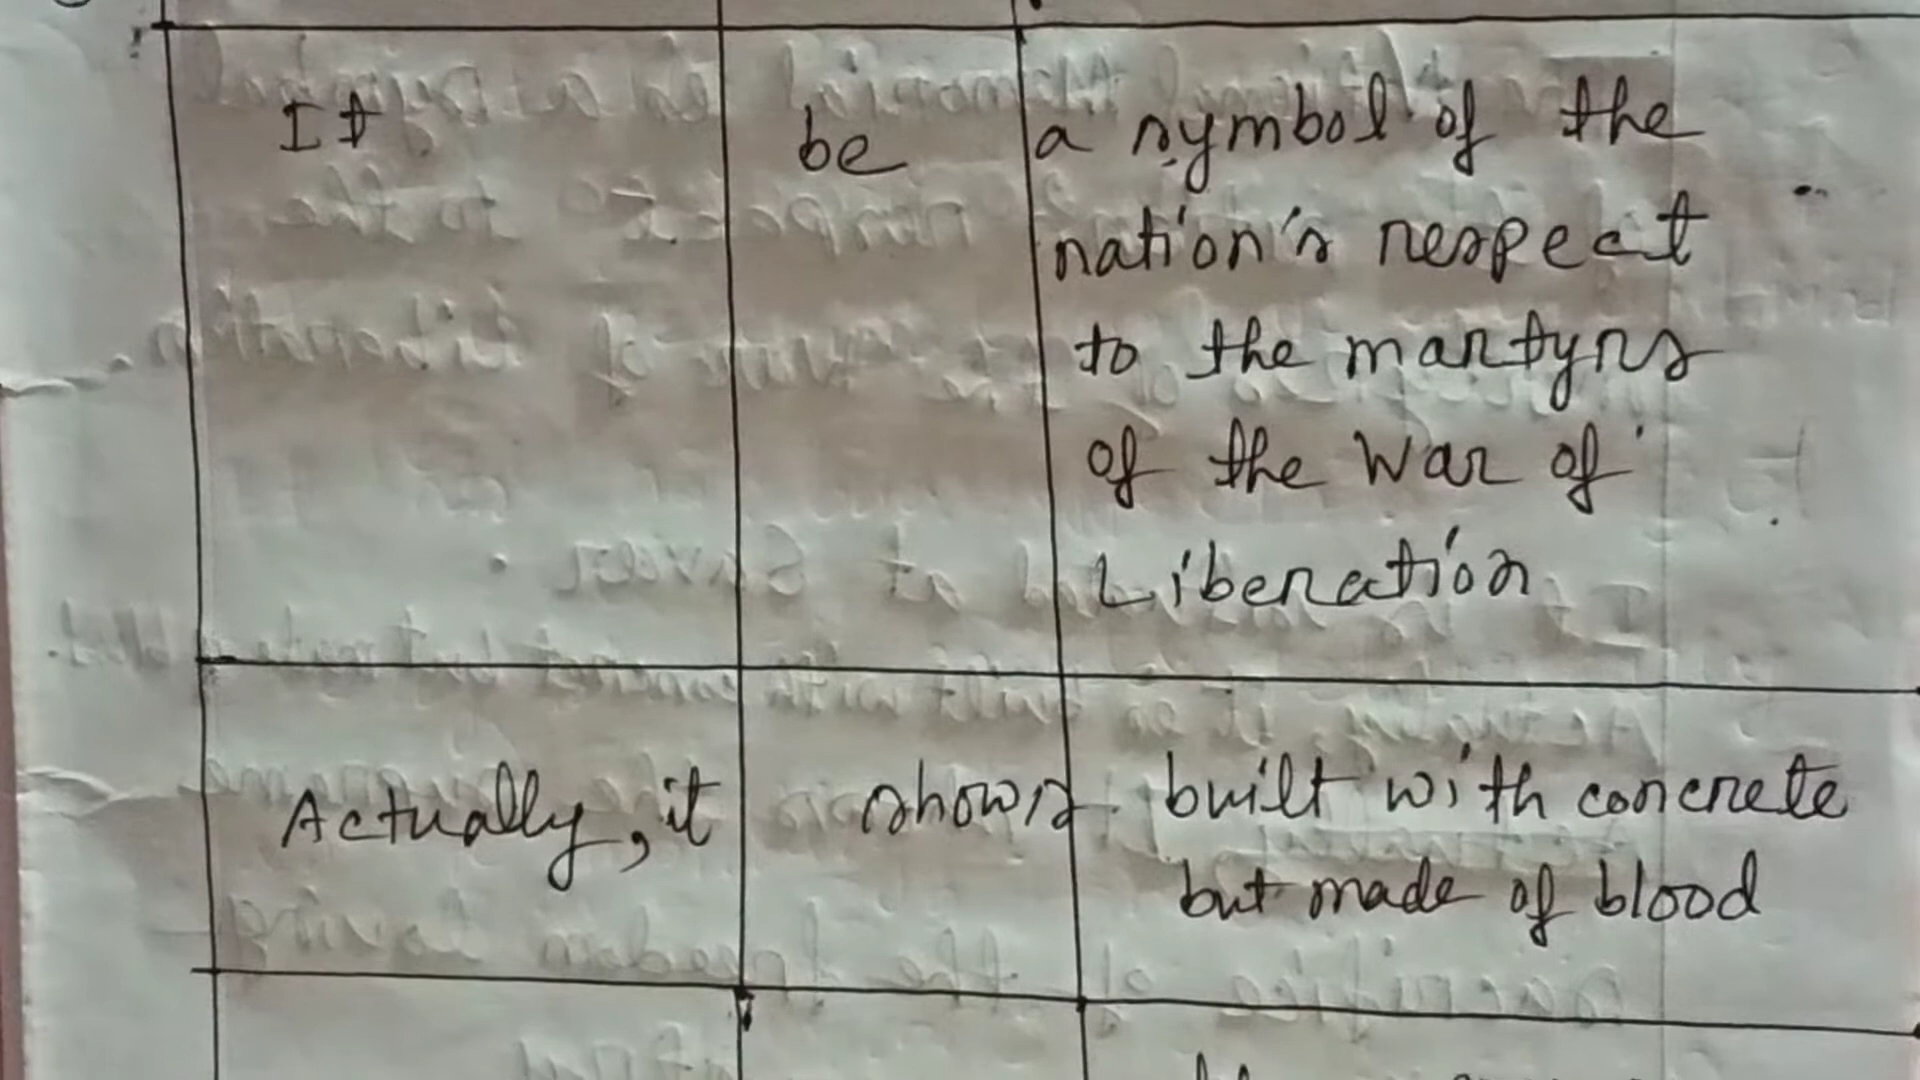 It be a symbol of the
nation's respect
to the martyrs
of the War of
Liberation
Actually, it shows built with concrete
but made of blood